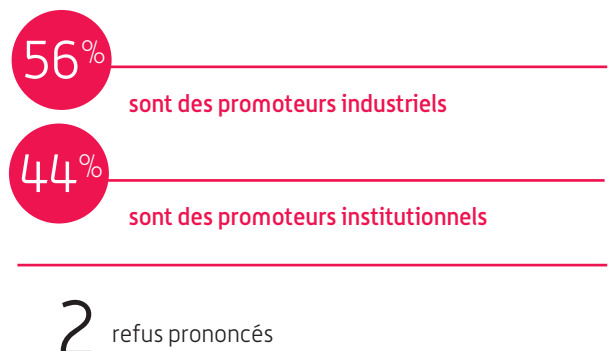 56%
sont des promoteurs industriels
44%
sont des promoteurs institutionnels
2 refus prononcés